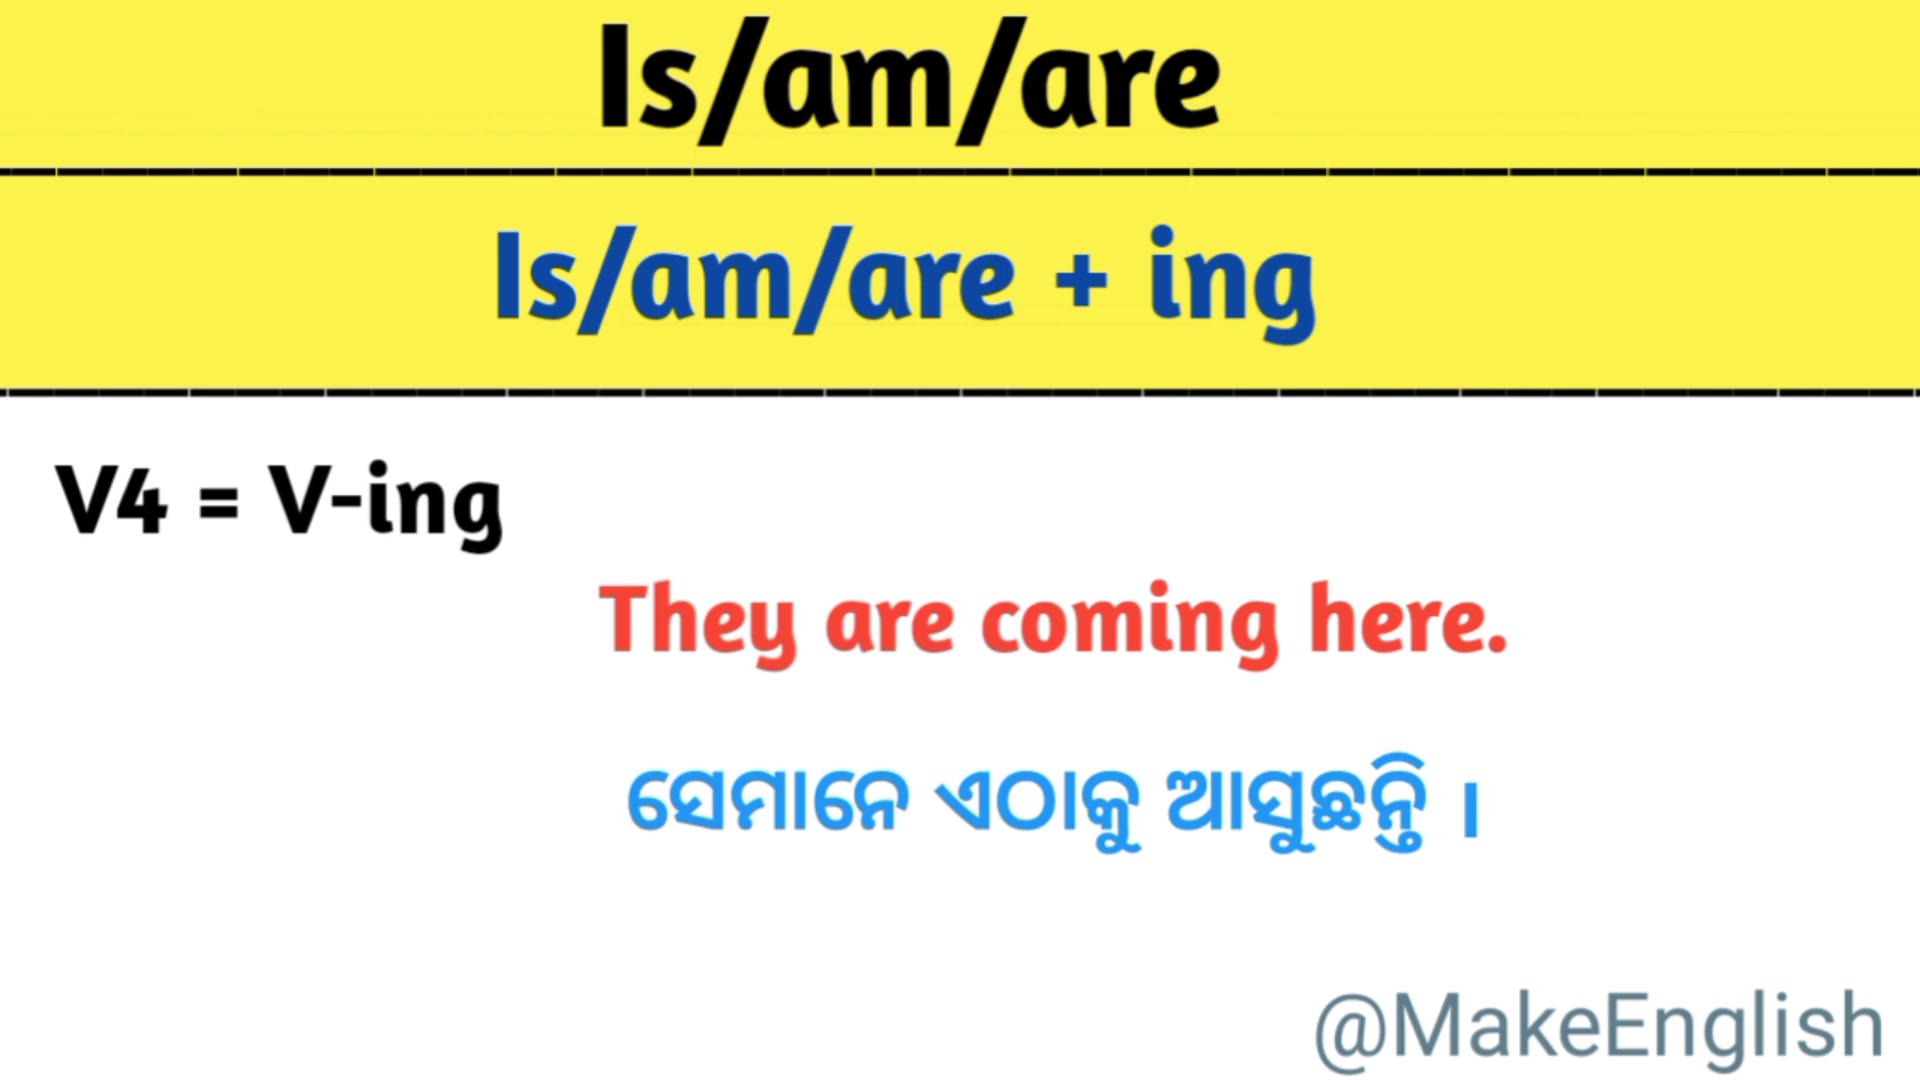 Is/am/are
Is/am/are + ing
V4 = V-ing
They are coming here.
ସେମାନେ ଏଠାକୁ ଆସୁଛନ୍ତି ।
@MakeEnglish